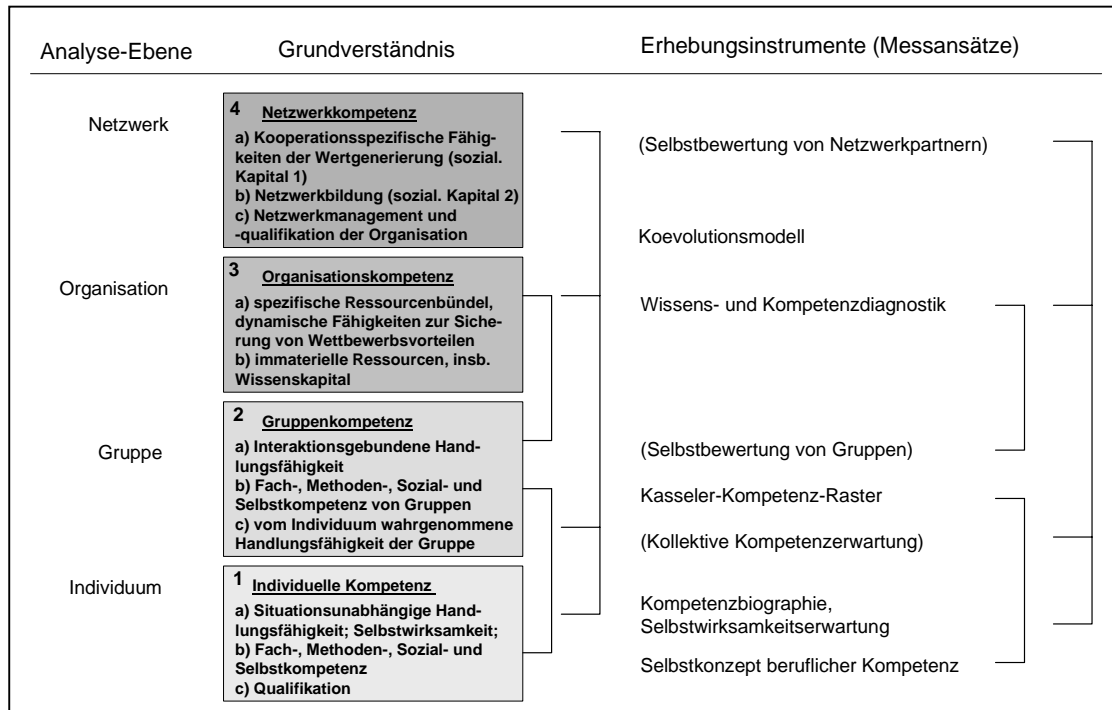 Analyse-Ebene
Grundverständnis
Erhebungsinstrumente (Messansätze)
Netzwerk
4 Netzwerkkompetenz
a) Kooperationsspezifische Fähig-
keiten der Wertgenerierung (sozial.
Kapital 1)
b) Netzwerkbildung (sozial. Kapital 2)
c) Netzwerkmanagement und
-qualifikation der Organisation
(Selbstbewertung von Netzwerkpartnern)
Koevolutionsmodell
Organisation
3 Organisationskompetenz
a) spezifische Ressourcenbündel,
dynamische Fähigkeiten zur Siche-
rung von Wettbewerbsvorteilen
b) immaterielle Ressourcen, insb.
Wissenskapital
Wissens- und Kompetenzdiagnostik
Gruppe
2 Gruppenkompetenz
a) Interaktionsgebundene Hand-
lungsfähigkeit
b) Fach-, Methoden-, Sozial- und
Selbstkompetenz von Gruppen
c) vom Individuum wahrgenommene
Handlungsfähigkeit der Gruppe
(Selbstbewertung von Gruppen)
Kasseler-Kompetenz-Raster
(Kollektive Kompetenzerwartung)
Individuum
1 Individuelle Kompetenz
a) Situationsunabhängige Hand-
lungsfähigkeit; Selbstwirksamkeit;
b) Fach-, Methoden-, Sozial- und
Selbstkompetenz
c) Qualifikation
Kompetenzbiographie,
Selbstwirksamkeitserwartung
Selbstkonzept beruflicher Kompetenz